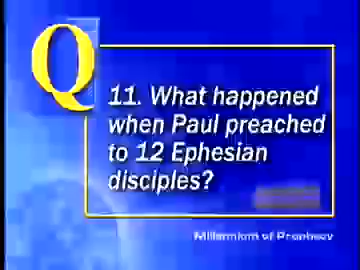 Q
11. What happened
when Paul preached
to 12 Ephesian
disciples?
Millennium of Prophecy